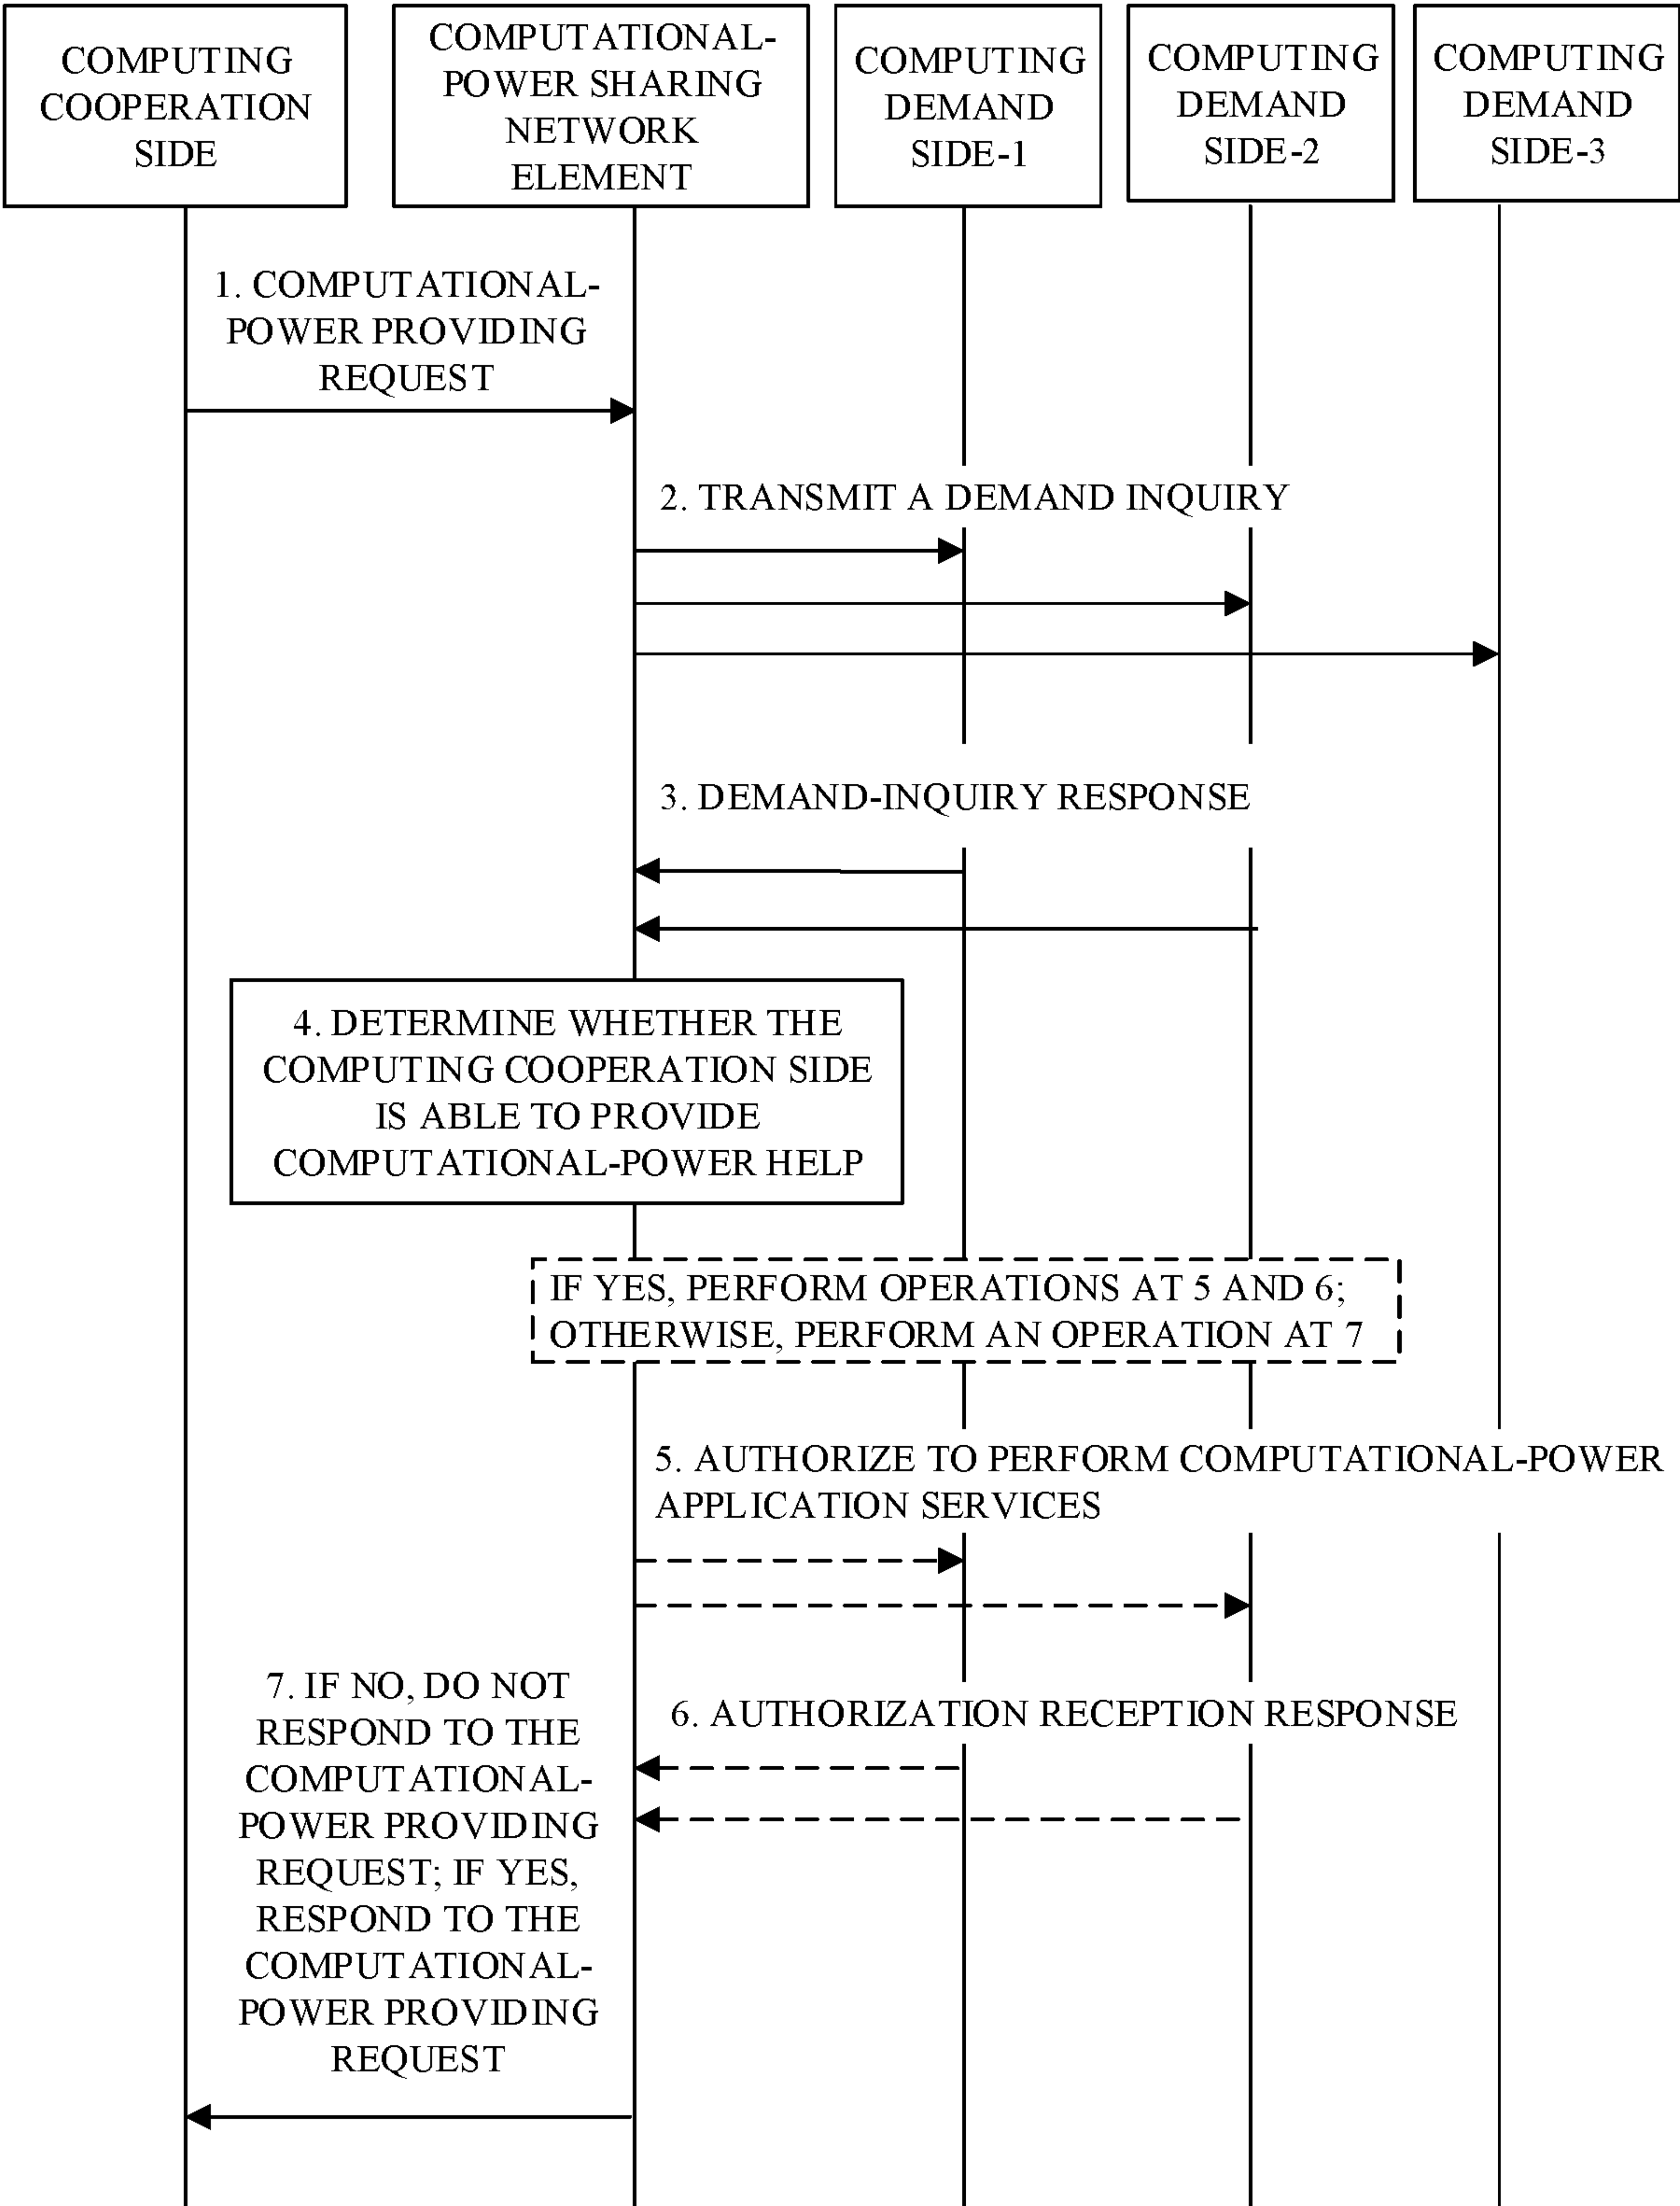 COMPUTING
COOPERATION
SIDE
COMPUTATIONAL-
POWER SHARING
NETWORK
ELEMENT
COMPUTING
DEMAND
SIDE-1
COMPUTING
DEMAND
SIDE-2
COMPUTING
DEMAND
SIDE-3
1. COMPUTATIONAL-
POWER PROVIDING
REQUEST
2. TRANSMIT A DEMAND INQUIRY
3. DEMAND-INQUIRY RESPONSE
4. DETERMINE WHETHER THE
COMPUTING COOPERATION SIDE
IS ABLE TO PROVIDE
COMPUTATIONAL-POWER HELP
IF YES, PERFORM OPERATIONS AT 5 AND 6;
OTHERWISE, PERFORM AN OPERATION AT 7
5. AUTHORIZE TO PERFORM COMPUTATIONAL-POWER
APPLICATION SERVICES
6. AUTHORIZATION RECEPTION RESPONSE
7. IF NO, DO NOT
RESPOND TO THE
COMPUTATIONAL-
POWER PROVIDING
REQUEST; IF YES,
RESPOND TO THE
COMPUTATIONAL-
POWER PROVIDING
REQUEST